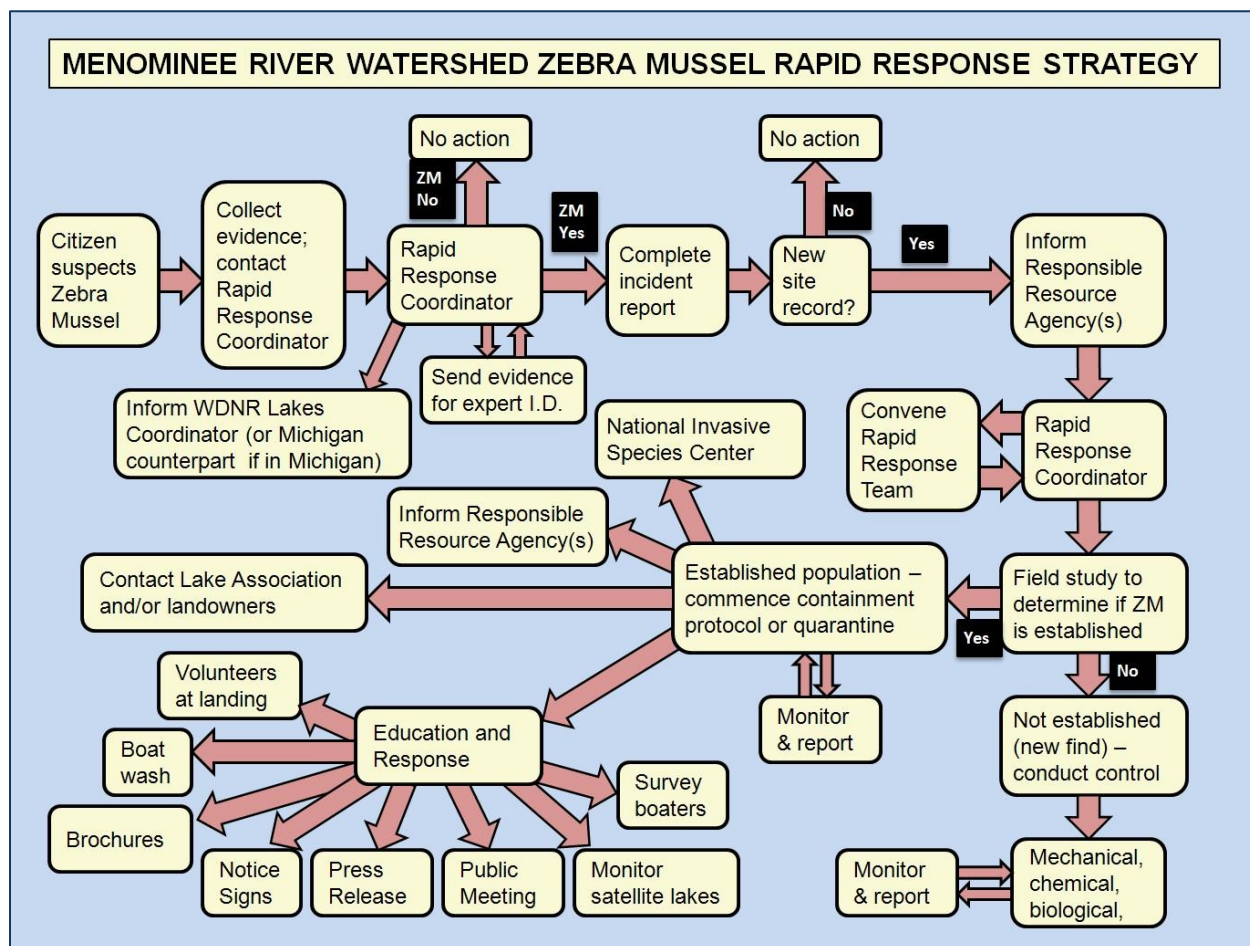 MENOMINEE RIVER WATERSHED ZEBRA MUSSEL RAPID RESPONSE STRATEGY
No action
No action
ZM
No
ZM
Yes
No
Yes
Citizen
suspects
Zebra
Mussel
Collect
evidence;
contact
Rapid
Response
Coordinator
Rapid
Response
Coordinator
Complete
incident
report
New
site
record?
Inform
Responsible
Resource
Agency(s)
Inform WDNR Lakes
Coordinator (or Michigan
counterpart if in Michigan)
Send evidence
for expert I.D.
National Invasive
Species Center
Convene
Rapid
Response
Team
Rapid
Response
Coordinator
Inform Responsible
Resource Agency(s)
Contact Lake Association
and/or landowners
Established population –
commence containment
protocol or quarantine
Field study to
determine if ZM
is established
Yes
No
Volunteers
at landing
Boat
wash
Brochures
Education and
Response
Monitor
& report
Survey
boaters
Not established
(new find) –
conduct control
Notice
Signs
Press
Release
Public
Meeting
Monitor
satellite lakes
Monitor
& report
Mechanical,
chemical,
biological,